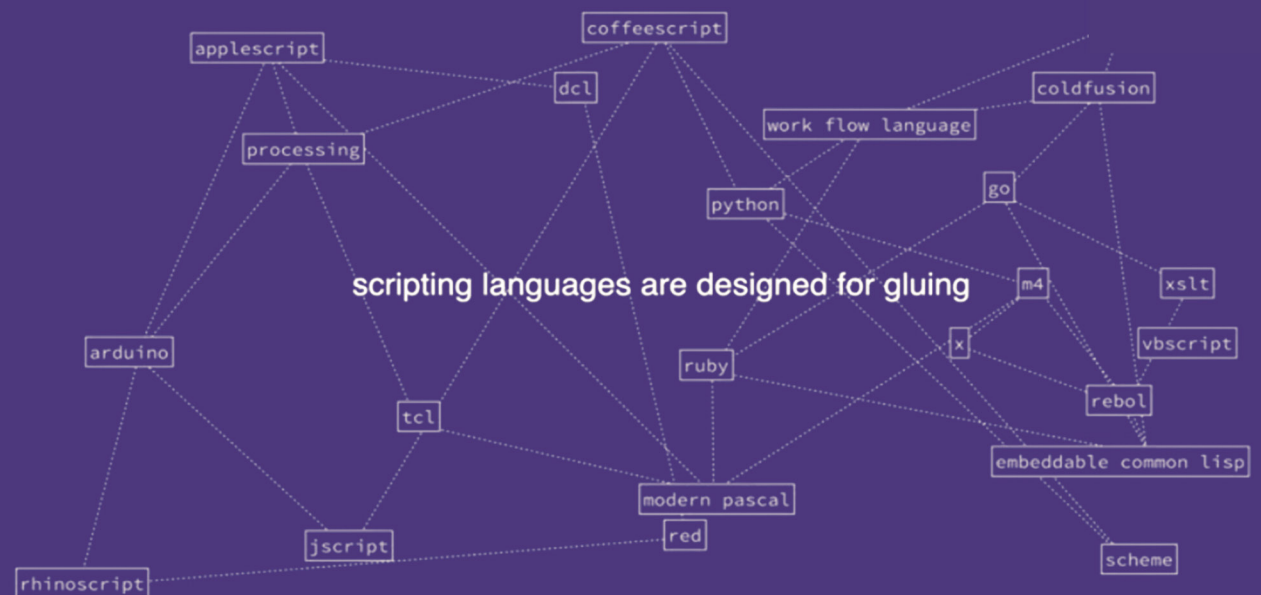 coffeescript
applescript
dcl
coldfusion
work flow language
processing
go
python
scripting languages are designed for gluing
m4
xslt
x
vbscript
arduino
ruby
rebol
tcl
embeddable common lisp
modern pascal
red
jscript
scheme
rhinoscript